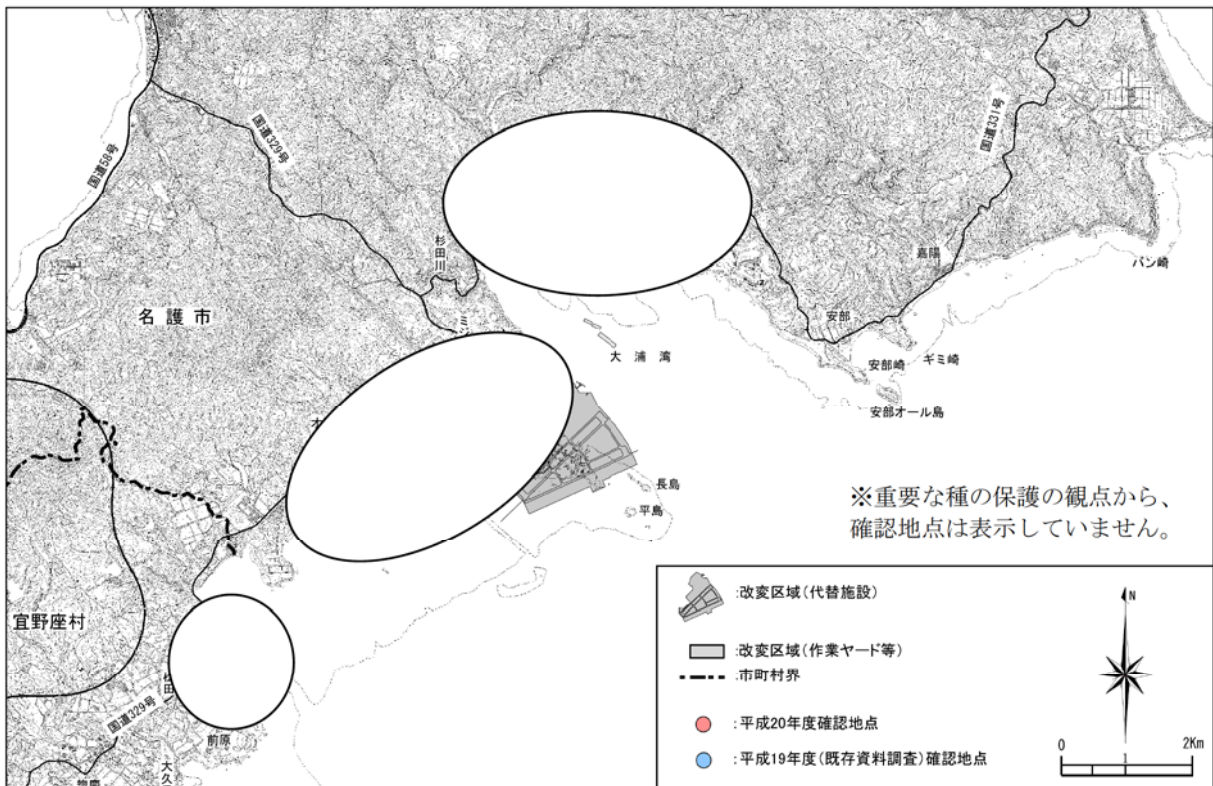 国道58号
国道329号
国道331号
杉田川
嘉陽
バン崎
名護市
安部
大浦湾
安部崎
ギミ崎
安部オール島
長島
平島
※重要な種の保護の観点から、
確認地点は表示していません。
宜野座村
国道329号
前原
:改変区域(代替施設)
:改変区域(作業ヤード等)
:市町村界
:平成20年度確認地点
:平成19年度(既存資料調査)確認地点
N
0 1 2Km